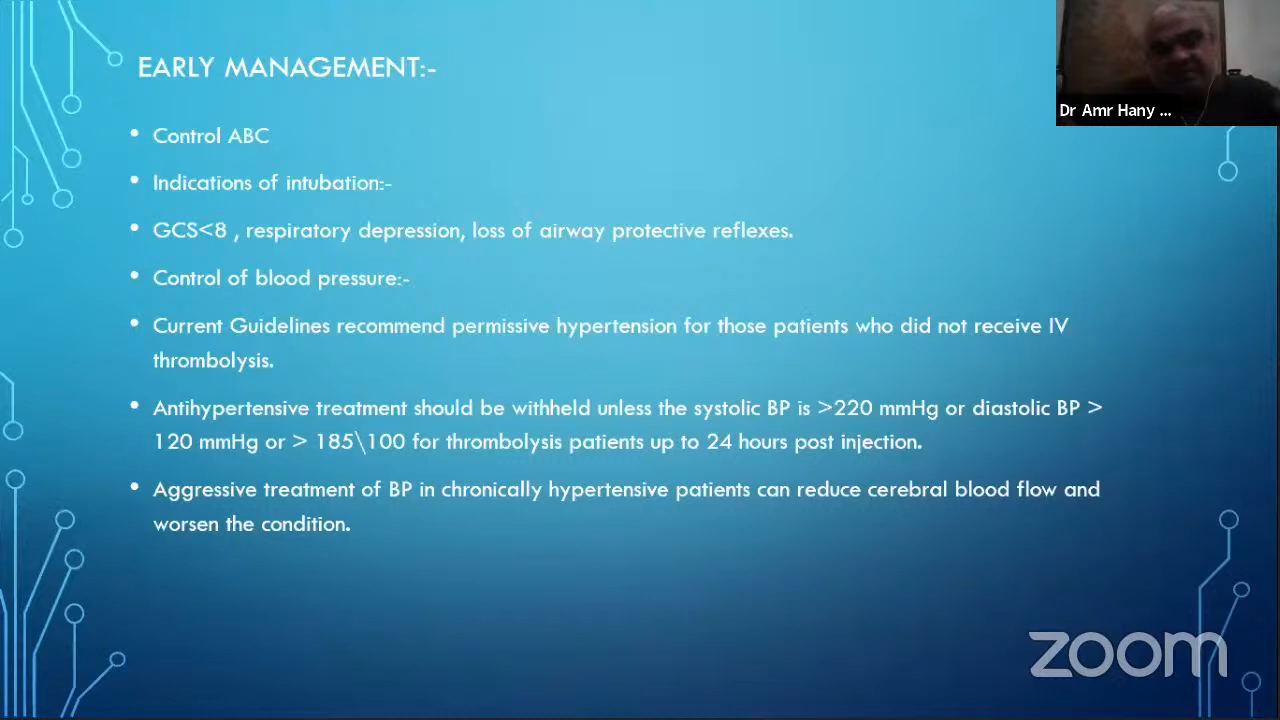 EARLY MANAGEMENT:-
Dr Amr Hany ...
• Control ABC
• Indications of intubation:-
• GCS<8 , respiratory depression, loss of airway protective reflexes.
• Control of blood pressure:-
• Current Guidelines recommend permissive hypertension for those patients who did not receive IV
thrombolysis.
• Antihypertensive treatment should be withheld unless the systolic BP is >220 mmHg or diastolic BP >
120 mmHg or > 185\100 for thrombolysis patients up to 24 hours post injection.
• Aggressive treatment of BP in chronically hypertensive patients can reduce cerebral blood flow and
worsen the condition.
zoom